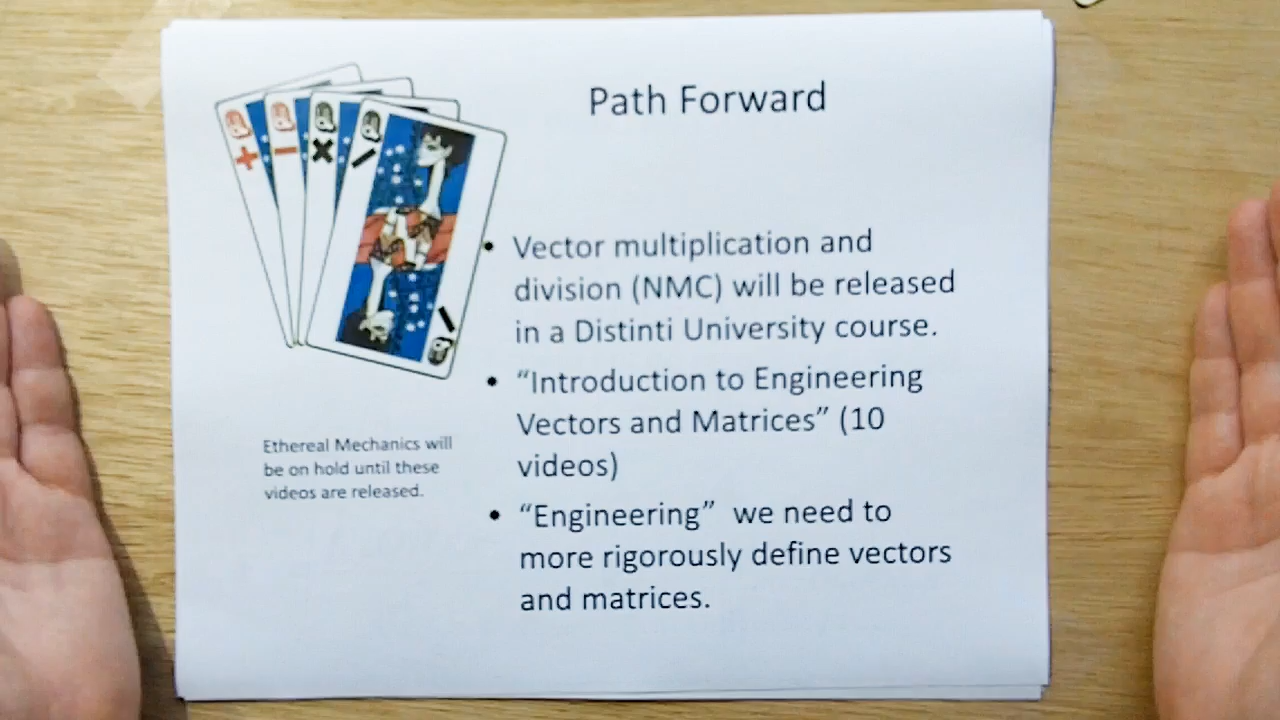 Path Forward
• Vector multiplication and
division (NMC) will be released
in a Distinti University course.
• “Introduction to Engineering
Vectors and Matrices” (10
videos)
• “Engineering” we need to
more rigorously define vectors
and matrices.
Ethereal Mechanics will
be on hold until these
videos are released.